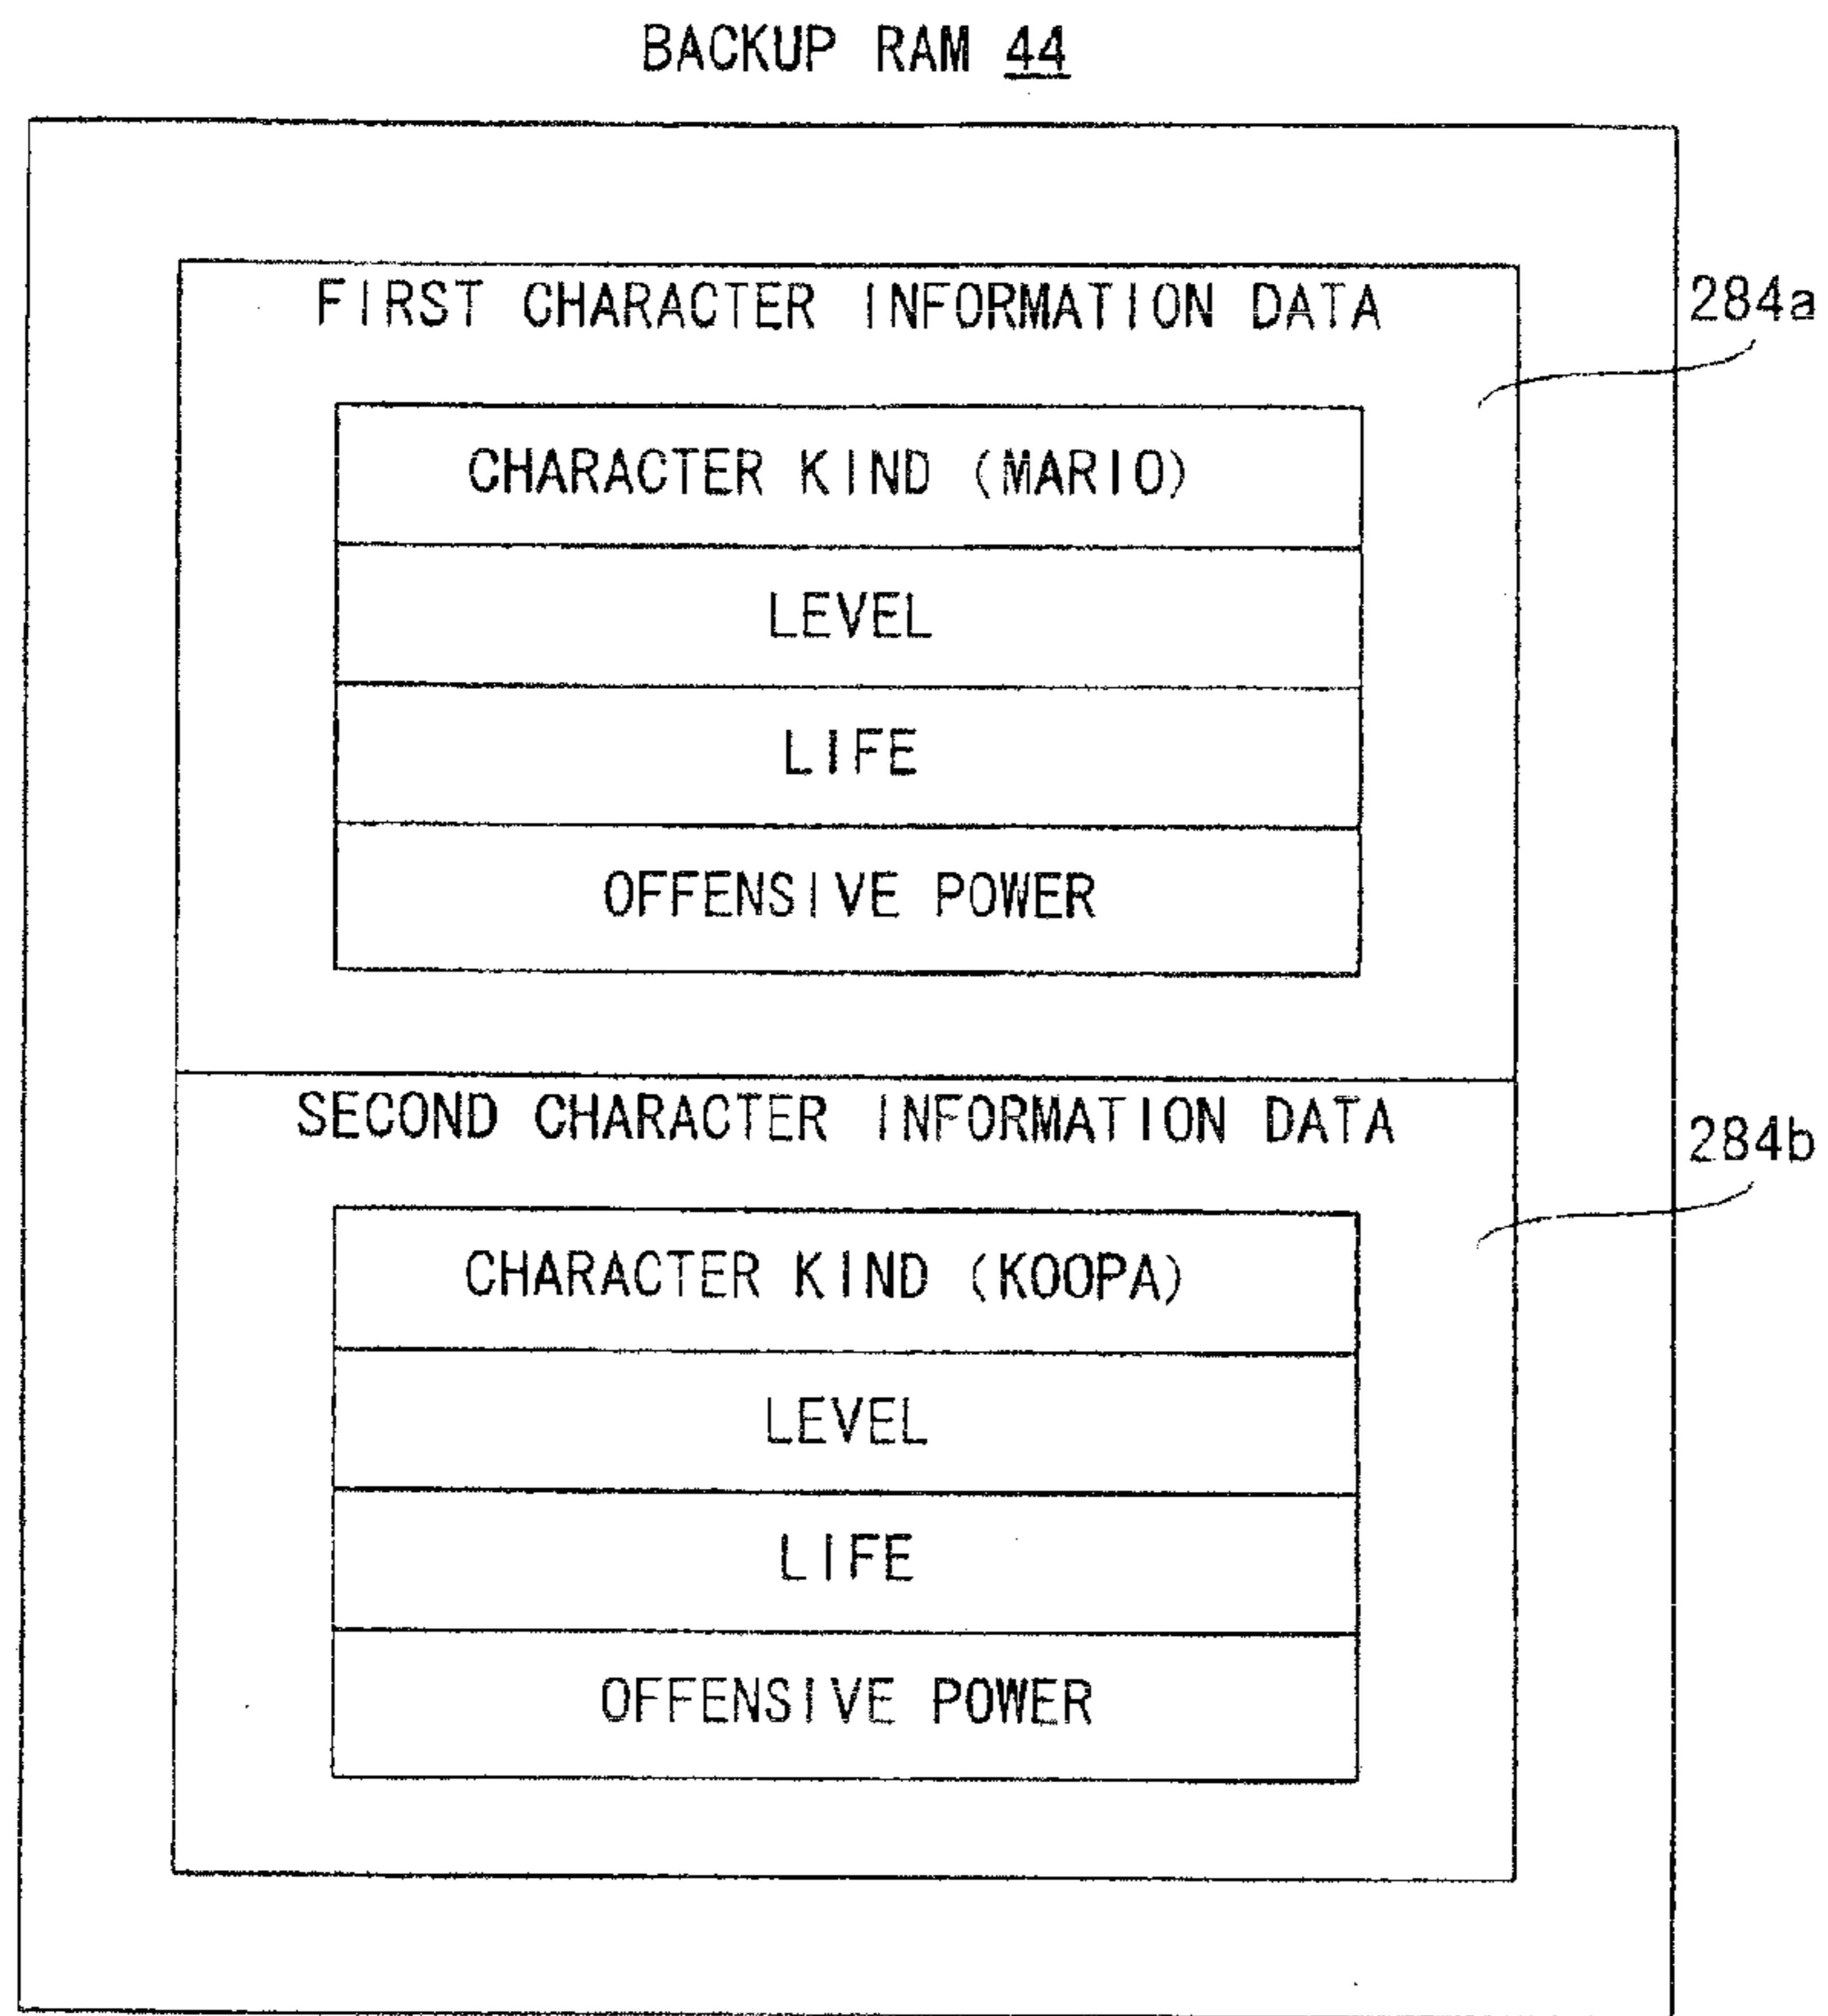 BACKUP RAM 44
FIRST CHARACTER INFORMATION DATA
284a
CHARACTER KIND (MARIO)
LEVEL
LIFE
OFFENSIVE POWER
SECOND CHARACTER INFORMATION DATA
284b
CHARACTER KIND (KOOPA)
LEVEL
LIFE
OFFENSIVE POWER